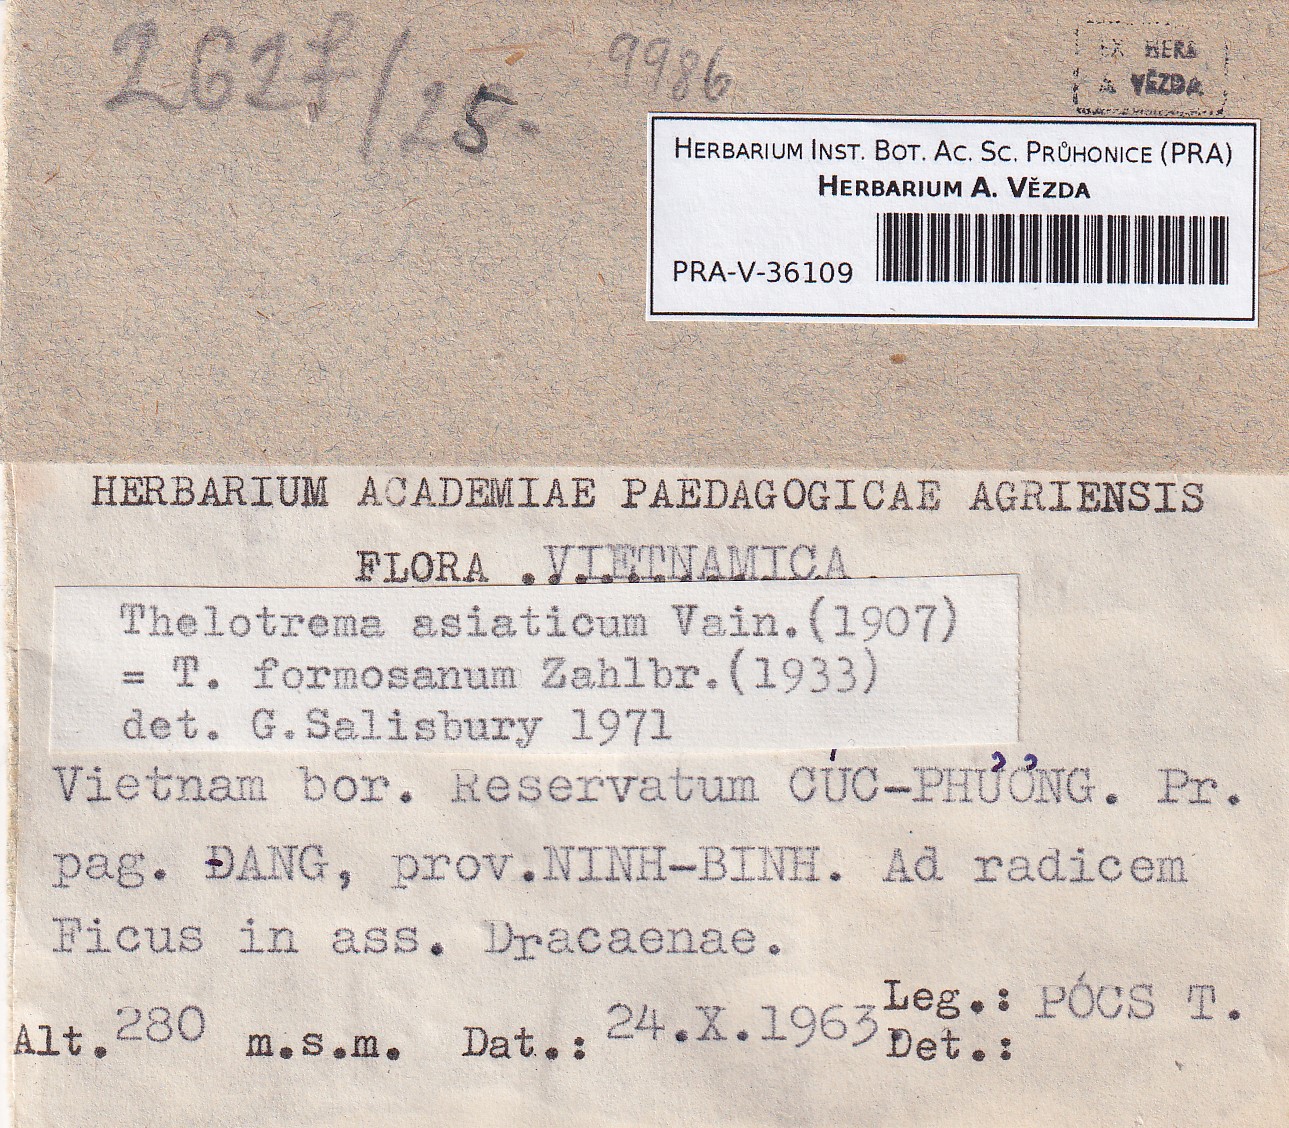 2627/25-
9986
EX HERB
A VĚZDA
HERBARIUM INST. BOT. AC. SC. PRŮHONICE (PRA)
HERBARIUM A. VĚZDA
PRA-V-36109
HERBARIUM ACADEMIAE PAEDAGOGICAE AGRIENSIS
FLORA .VIETNAMICA.
Thelotrema asiaticum Vain.(1907)
= T. formosanum Zahlbr.(1933)
det. G.Salisbury 1971
Vietnam bor. Reservatum CÚC-PHỦỎNG. Pr.
pag. ĐANG, prov.NINH-BINH. Ad radicem
Ficus in ass. Dracaenae.
Alt. 280 m.s.m. Dat.: 24.X.1963. Leg.: PÓCS T.
Det.: